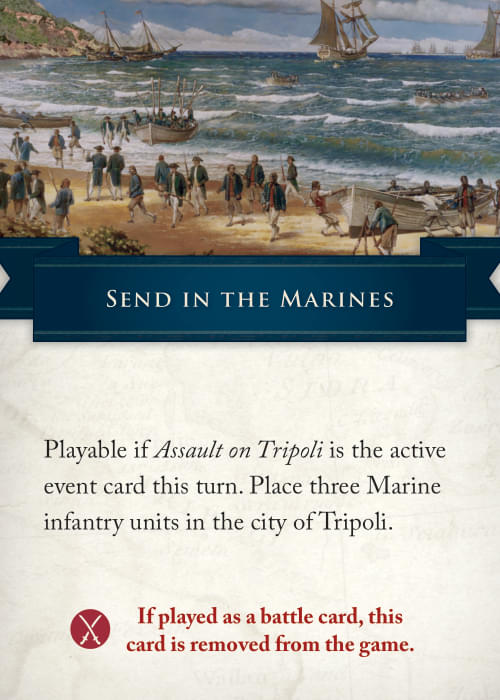 SEND IN THE MARINES
Playable if Assault on Tripoli is the active
event card this turn. Place three Marine
infantry units in the city of Tripoli.
If played as a battle card, this
card is removed from the game.